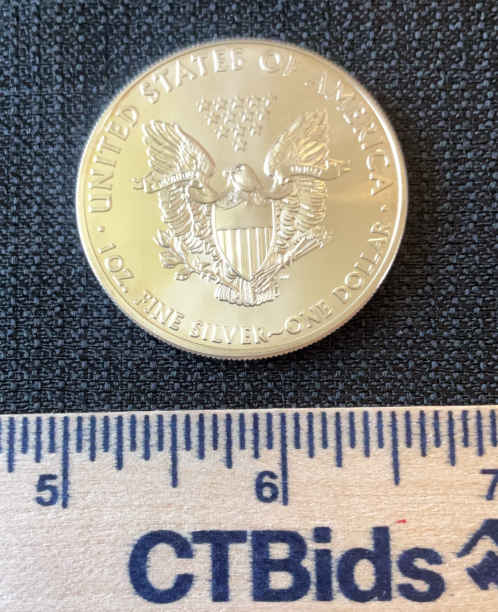 · UNITED STATES OF AMERICA ·
1 OZ. FINE SILVER~ONE DOLLAR
5 6 7
CTBids